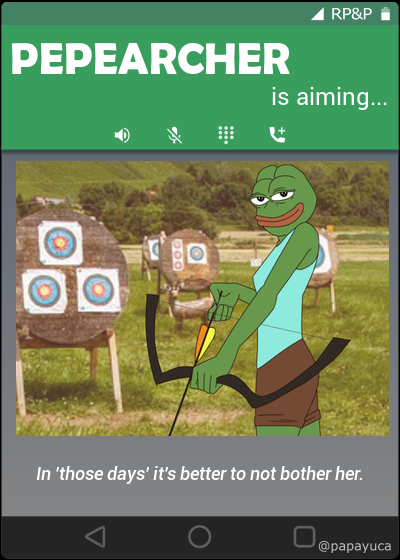 RP&P
PEPEARCHER
is aiming...
In 'those days' it's better to not bother her.
@papayuca